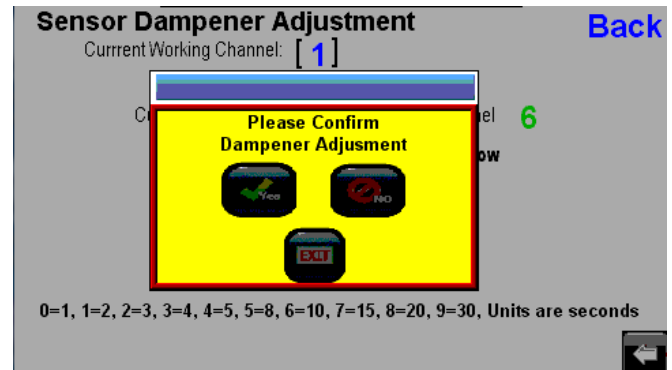 Sensor Dampener Adjustment
Back
Currrent Working Channel: [ 1 ]
6
Please Confirm
Dampener Adjusment
Yes
NO
EXIT
0=1, 1=2, 2=3, 3=4, 4=5, 5=8, 6=10, 7=15, 8=20, 9=30, Units are seconds